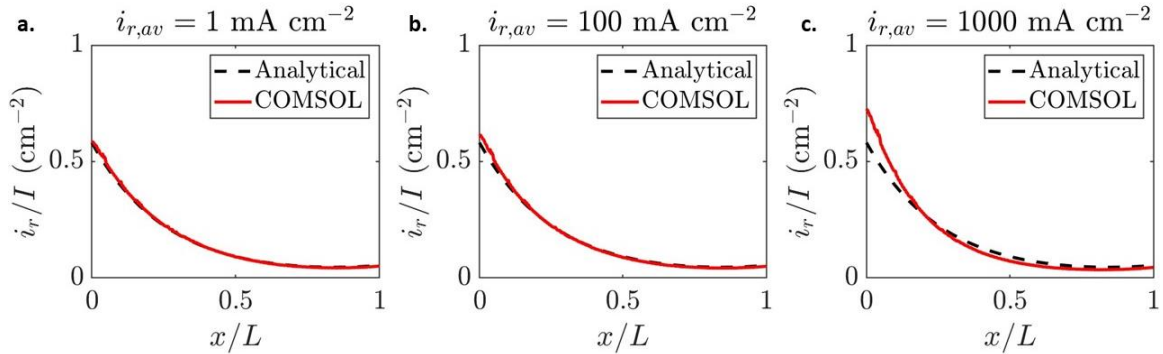 a. i_{r,av} = 1 mA cm⁻²
1
Analytical
COMSOL
i_r/I (cm⁻²)
0.5
0
0 0.5 1
x/L
b. i_{r,av} = 100 mA cm⁻²
1
Analytical
COMSOL
i_r/I (cm⁻²)
0.5
0
0 0.5 1
x/L
c. i_{r,av} = 1000 mA cm⁻²
1
Analytical
COMSOL
i_r/I (cm⁻²)
0.5
0
0 0.5 1
x/L